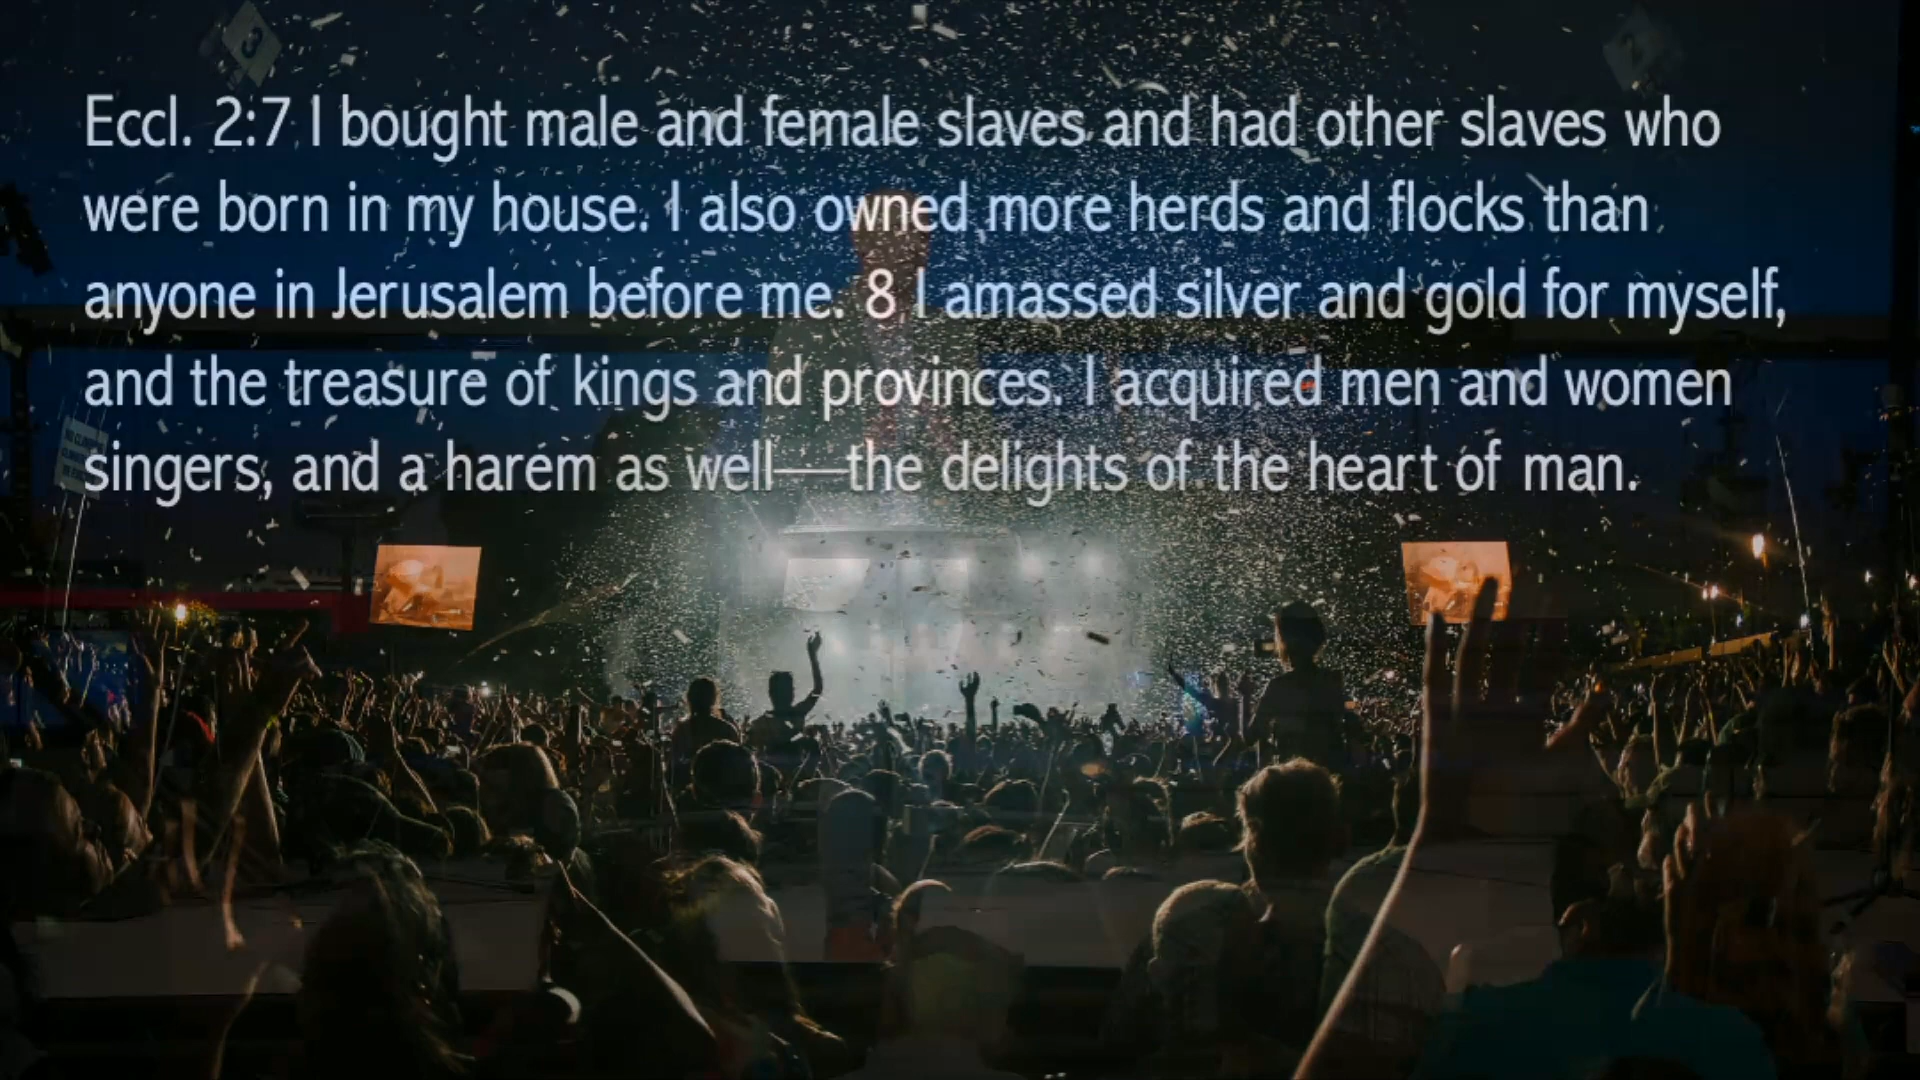 3
2
Eccl. 2:7 I bought male and female slaves and had other slaves who
were born in my house. I also owned more herds and flocks than
anyone in Jerusalem before me. 8 I amassed silver and gold for myself,
and the treasure of kings and provinces. I acquired men and women
singers, and a harem as well—the delights of the heart of man.